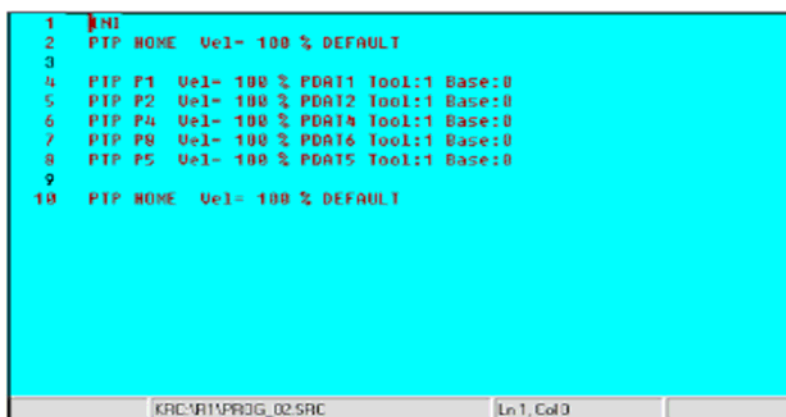 1 INI
2 PTP HOME Vel= 100 % DEFAULT
3
4 PTP P1 Vel= 100 % PDAT1 Tool:1 Base:0
5 PTP P2 Vel= 100 % PDAT2 Tool:1 Base:0
6 PTP P4 Vel= 100 % PDAT4 Tool:1 Base:0
7 PTP P8 Vel= 100 % PDAT6 Tool:1 Base:0
8 PTP P5 Vel= 100 % PDAT5 Tool:1 Base:0
9
10 PTP HOME Vel= 100 % DEFAULT
KRC:\R1\PROG_02.SRC Ln 1, Col 0